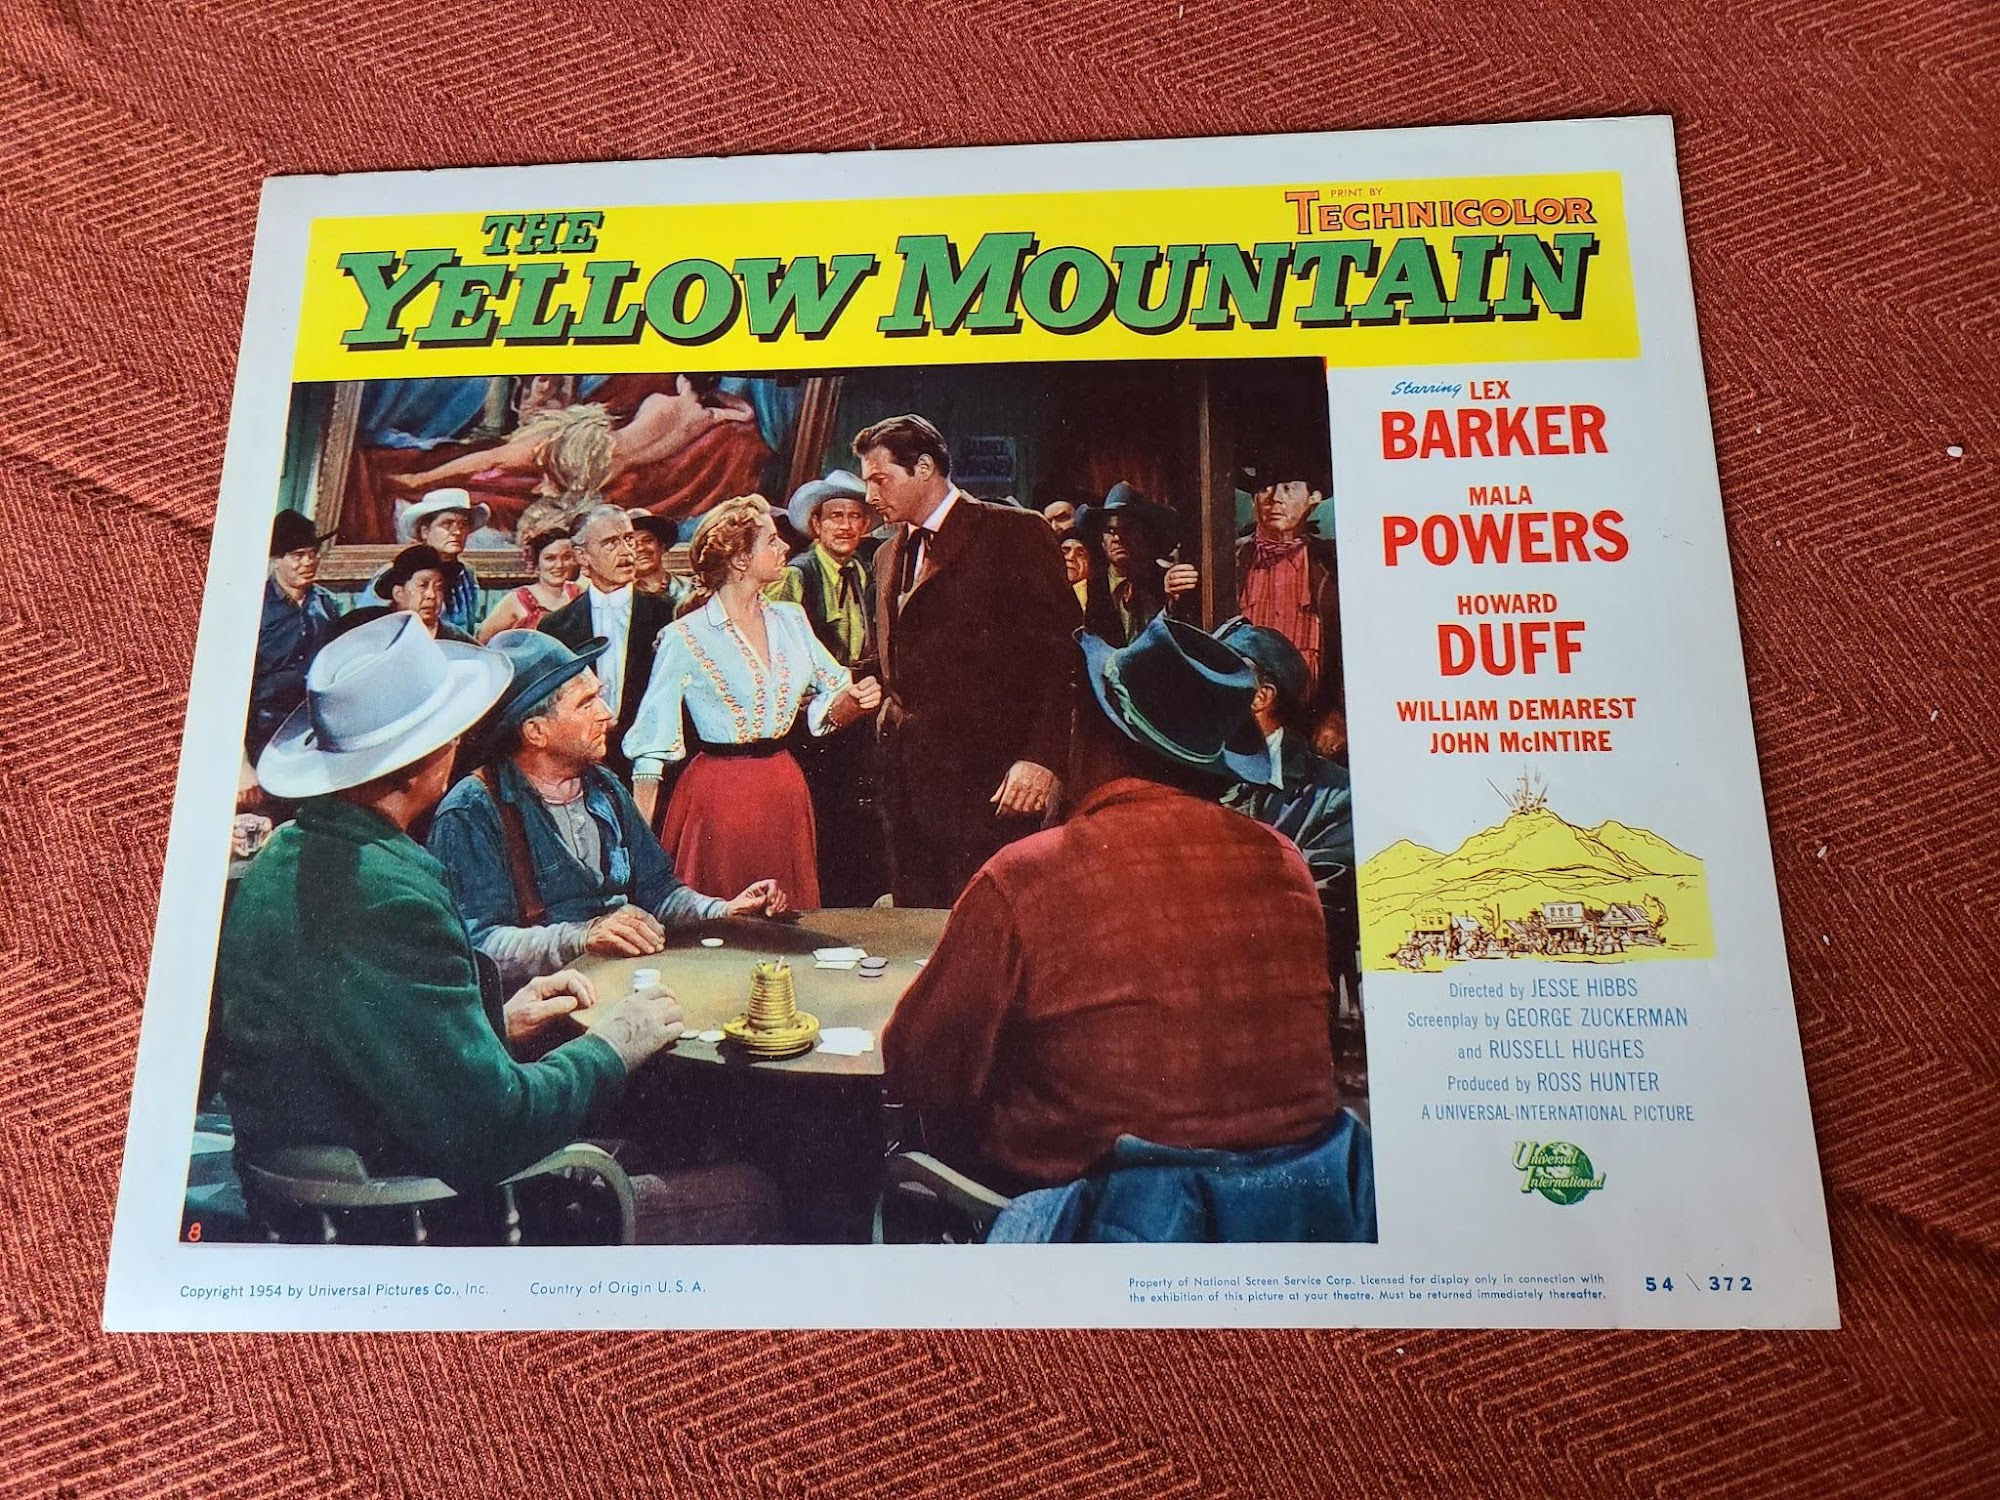 PRINT BY
TECHNICOLOR
THE
YELLOW MOUNTAIN
Starring LEX
BARKER
MALA
POWERS
HOWARD
DUFF
WILLIAM DEMAREST
JOHN McINTIRE
Directed by JESSE HIBBS
Screenplay by GEORGE ZUCKERMAN
and RUSSELL HUGHES
Produced by ROSS HUNTER
A UNIVERSAL-INTERNATIONAL PICTURE
Universal
International
8
Copyright 1954 by Universal Pictures Co., Inc. Country of Origin U. S. A.
Property of National Screen Service Corp. Licensed for display only in connection with
the exhibition of this picture at your theatre. Must be returned immediately thereafter.
54 \ 372